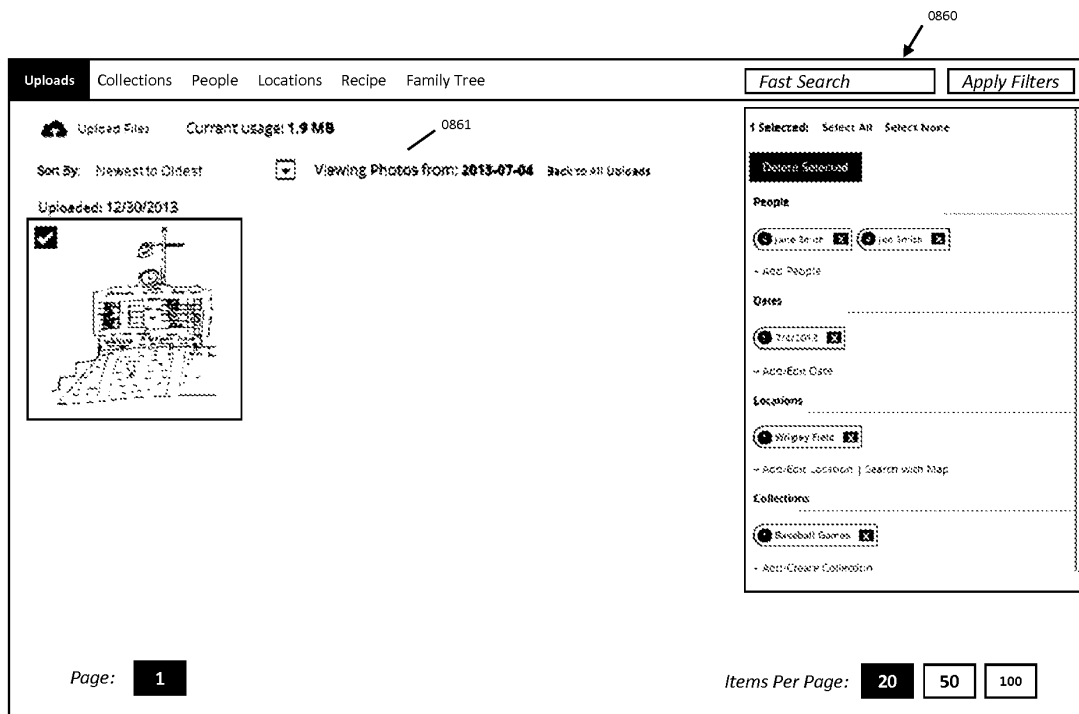 0860
Uploads Collections People Locations Recipe Family Tree Fast Search Apply Filters
Upload Files Current usage: 1.9 MB
0861
Sort By: Newest to Oldest Viewing Photos from: 2013-07-04 Back to All Uploads
Uploaded: 12/30/2013
1 Selected: Select All Select None
Delete Selected
People
Jane Smith X Smith X
+ Add People
Dates
X
+ Add/Edit Date
Locations
Wrigley Field X
+ Add/Edit Location | Search with Map
Collections
Baseball Games X
+ Add/Create Collection
Page: 1
Items Per Page: 20 50 100